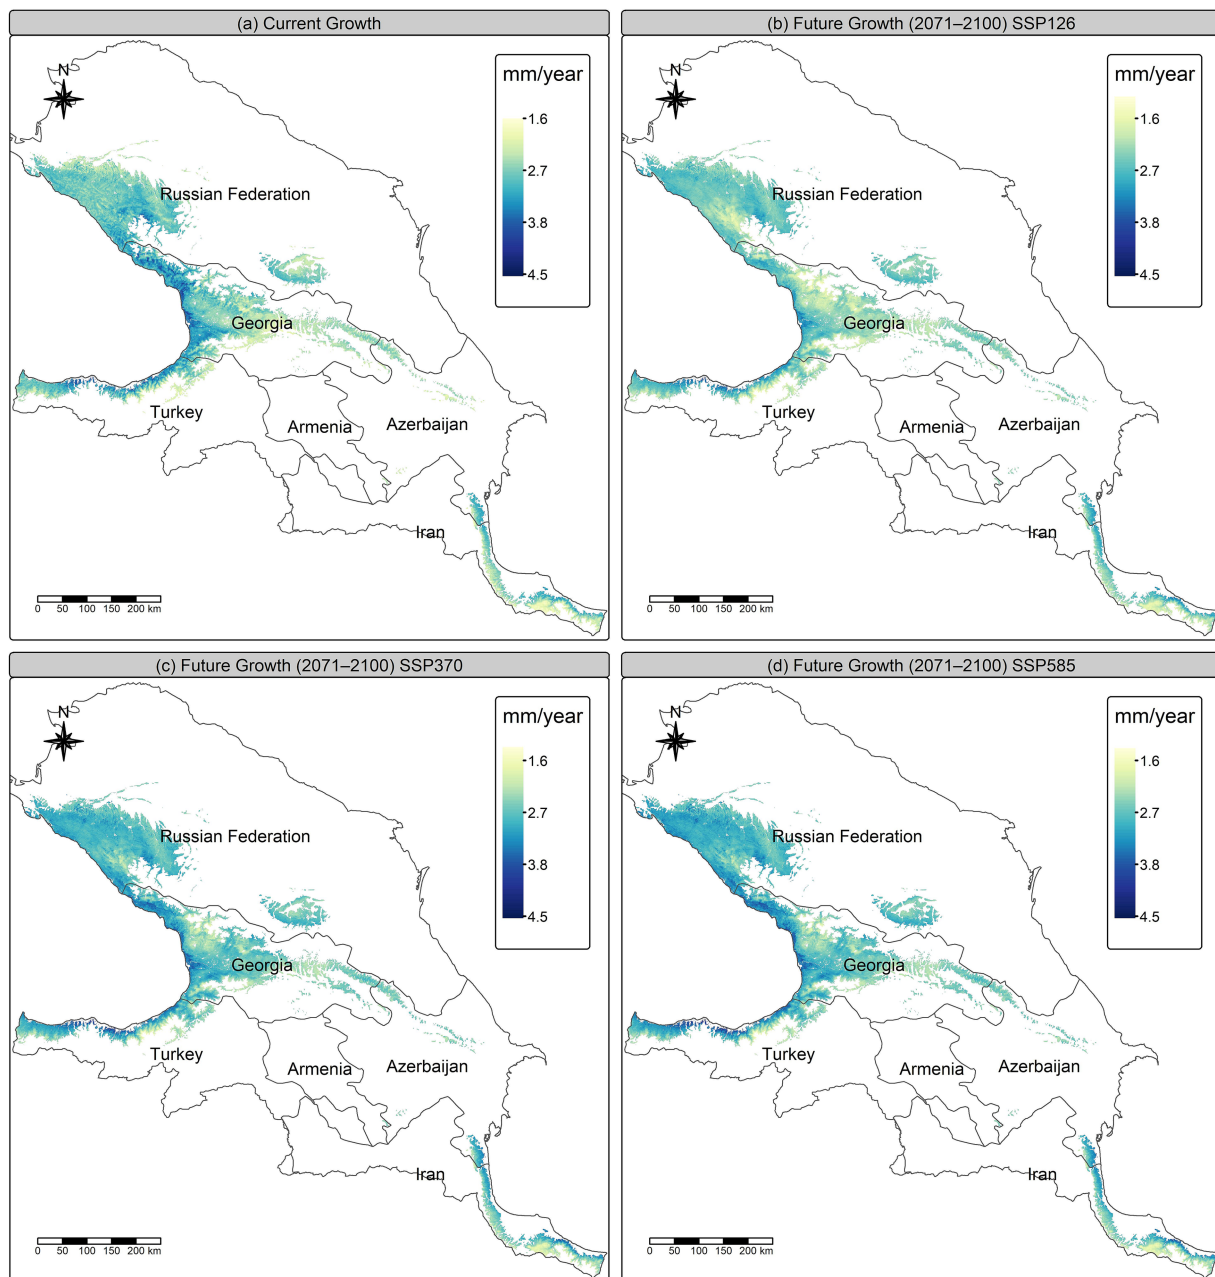 (a) Current Growth
N
mm/year
1.6
2.7
3.8
4.5
Russian Federation
Georgia
Turkey
Armenia
Azerbaijan
Iran
0 50 100 150 200 km
(b) Future Growth (2071–2100) SSP126
N
mm/year
1.6
2.7
3.8
4.5
Russian Federation
Georgia
Turkey
Armenia
Azerbaijan
Iran
0 50 100 150 200 km
(c) Future Growth (2071–2100) SSP370
N
mm/year
1.6
2.7
3.8
4.5
Russian Federation
Georgia
Turkey
Armenia
Azerbaijan
Iran
0 50 100 150 200 km
(d) Future Growth (2071–2100) SSP585
N
mm/year
1.6
2.7
3.8
4.5
Russian Federation
Georgia
Turkey
Armenia
Azerbaijan
Iran
0 50 100 150 200 km